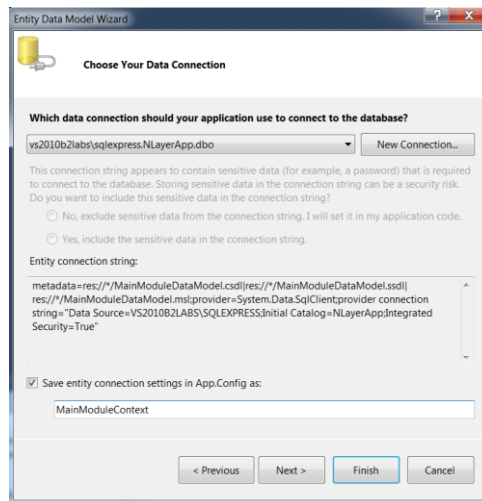 Entity Data Model Wizard
Choose Your Data Connection
Which data connection should your application use to connect to the database?
vs2010b2labs\sqlexpress.NLayerApp.dbo
New Connection...
This connection string appears to contain sensitive data (for example, a password) that is required
to connect to the database. Storing sensitive data in the connection string can be a security risk.
Do you want to include this sensitive data in the connection string?
No, exclude sensitive data from the connection string. I will set it in my application code.
Yes, include the sensitive data in the connection string.
Entity connection string:
metadata=res://*/MainModuleDataModel.csdl|res://*/MainModuleDataModel.ssdl|
res://*/MainModuleDataModel.msl;provider=System.Data.SqlClient;provider connection
string="Data Source=VS2010B2LABS\SQLEXPRESS;Initial Catalog=NLayerApp;Integrated
Security=True"
Save entity connection settings in App.Config as:
MainModuleContext
< Previous
Next >
Finish
Cancel